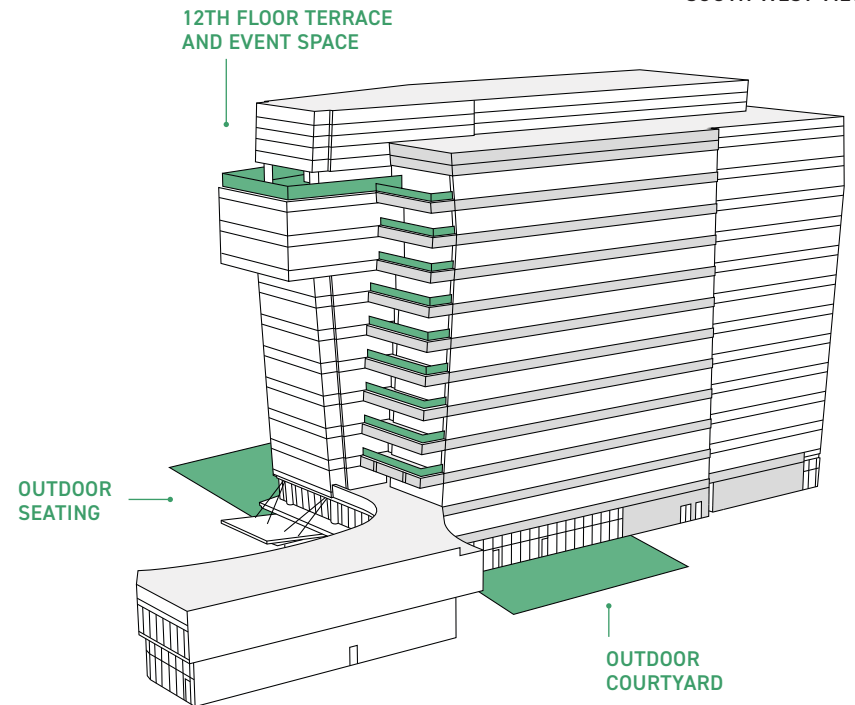 12TH FLOOR TERRACE
AND EVENT SPACE
OUTDOOR
SEATING
OUTDOOR
COURTYARD